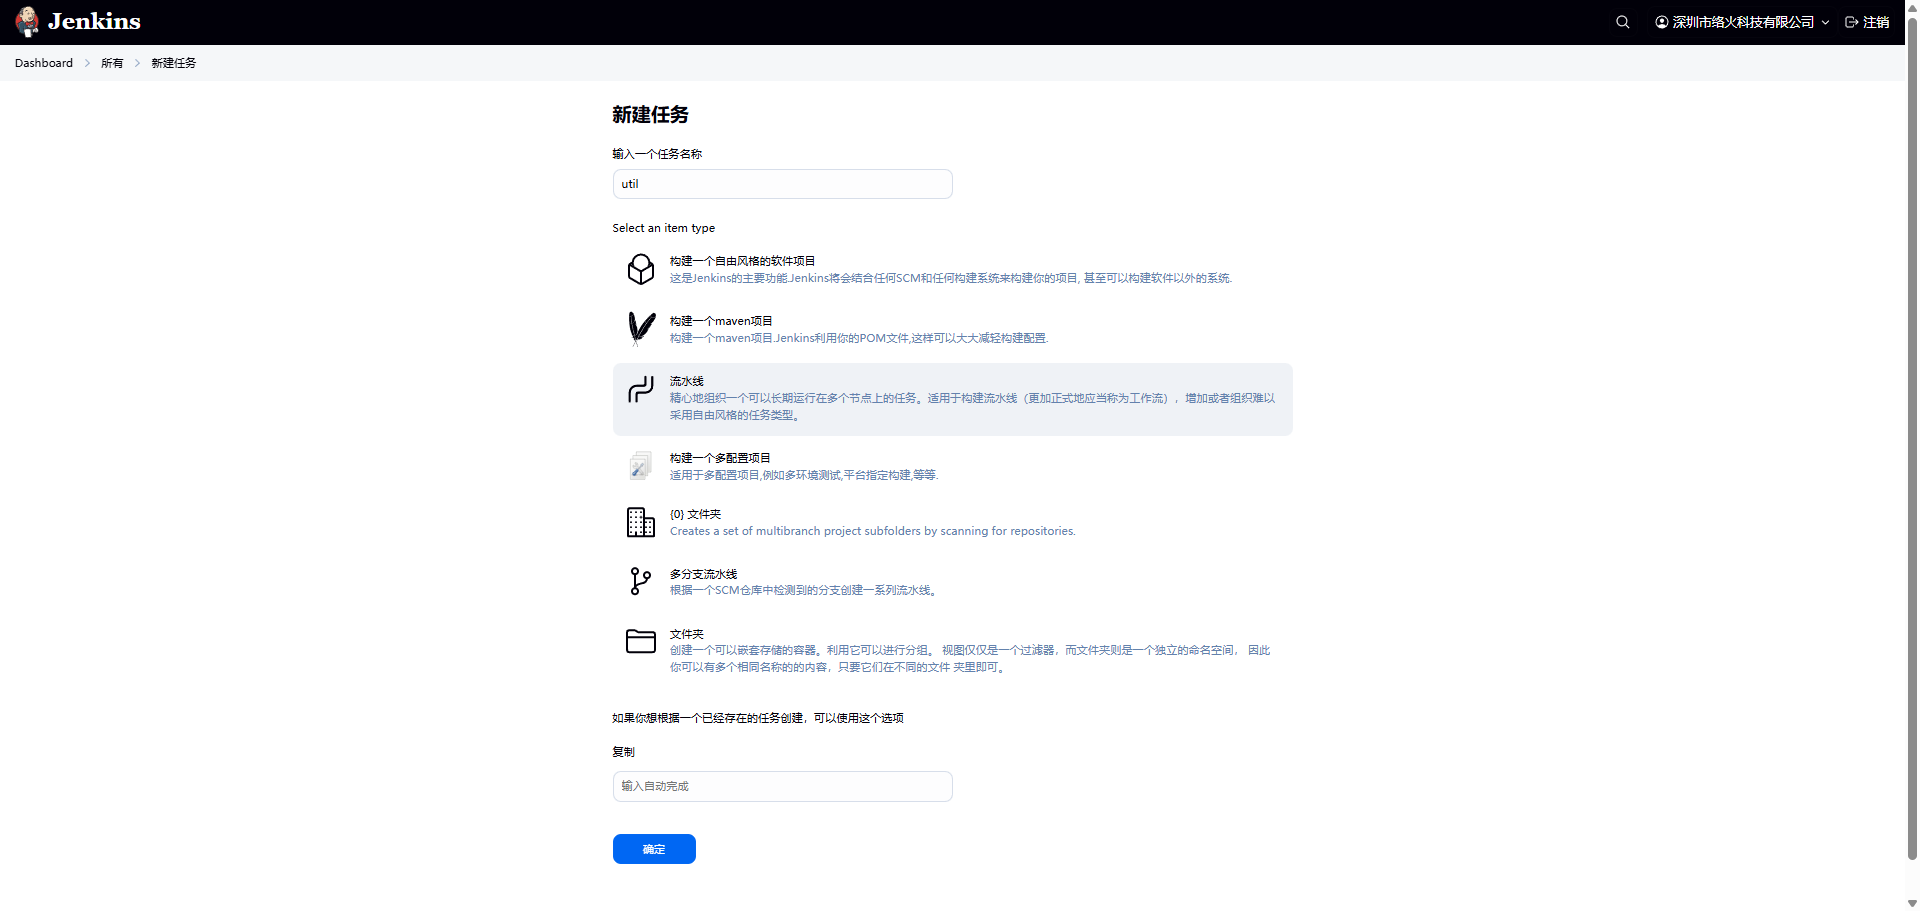 Jenkins
深圳市络火科技有限公司
注销
Dashboard
所有
新建任务
新建任务
输入一个任务名称
util
Select an item type
构建一个自由风格的软件项目
这是Jenkins的主要功能.Jenkins将会结合任何SCM和任何构建系统来构建你的项目, 甚至可以构建软件以外的系统.
构建一个maven项目
构建一个maven项目.Jenkins利用你的POM文件,这样可以大大减轻构建配置.
流水线
精心地组织一个可以长期运行在多个节点上的任务。适用于构建流水线（更加正式地应当称为工作流），增加或者组织难以
采用自由风格的任务类型。
构建一个多配置项目
适用于多配置项目,例如多环境测试,平台指定构建,等等.
{0} 文件夹
Creates a set of multibranch project subfolders by scanning for repositories.
多分支流水线
根据一个SCM仓库中检测到的分支创建一系列流水线。
文件夹
创建一个可以嵌套存储的容器。利用它可以进行分组。 视图仅仅是一个过滤器，而文件夹则是一个独立的命名空间， 因此
你可以有多个相同名称的的内容，只要它们在不同的文件 夹里即可。
如果你想根据一个已经存在的任务创建，可以使用这个选项
复制
输入自动完成
确定